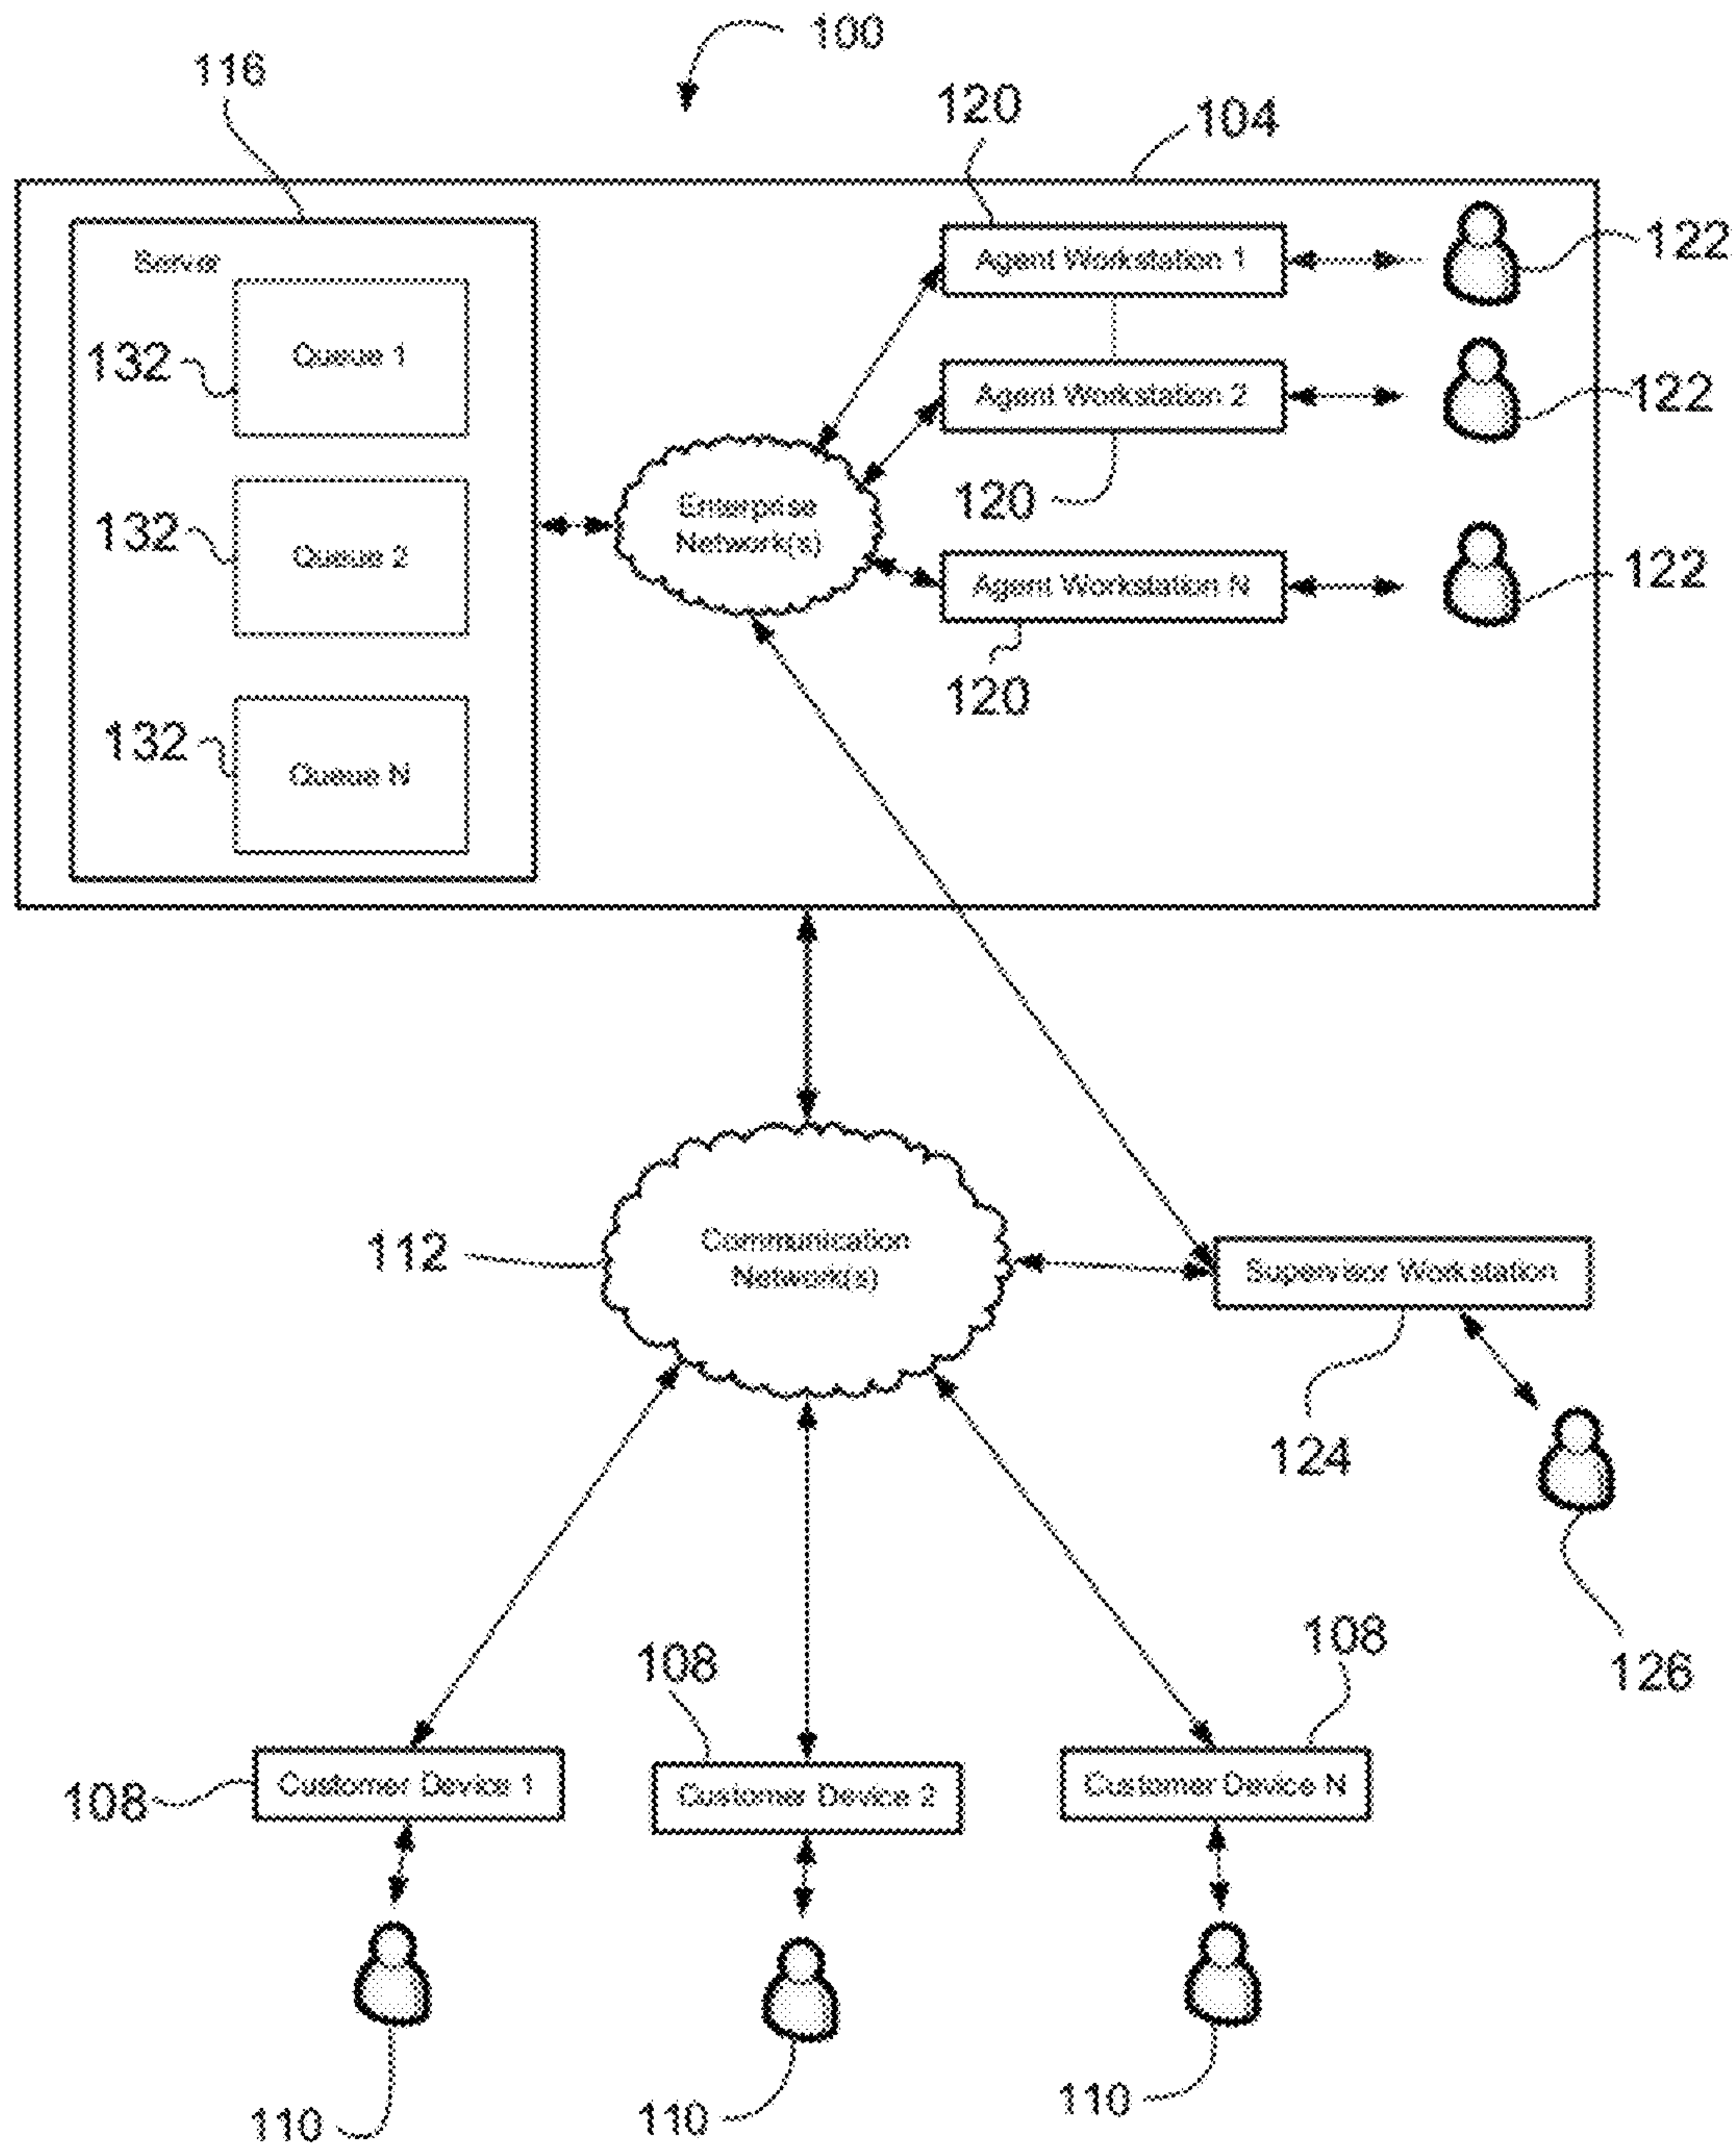 100
116
120
104
Server
Agent Workstation 1
122
Queue 1
132
Agent Workstation 2
122
120
Enterprise
Network(s)
132
Queue 2
Agent Workstation N
122
120
132
Queue N
112
Communication
Network(s)
Supervisor Workstation
124
126
108
108
Customer Device 1
108
Customer Device 2
Customer Device N
110
110
110